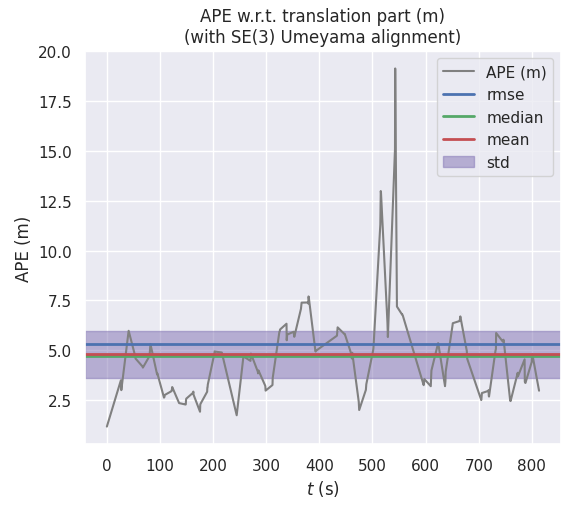 APE w.r.t. translation part (m)
(with SE(3) Umeyama alignment)
20.0
17.5
15.0
12.5
10.0
7.5
5.0
2.5
APE (m)
APE (m)
rmse
median
mean
std
0 100 200 300 400 500 600 700 800
t (s)